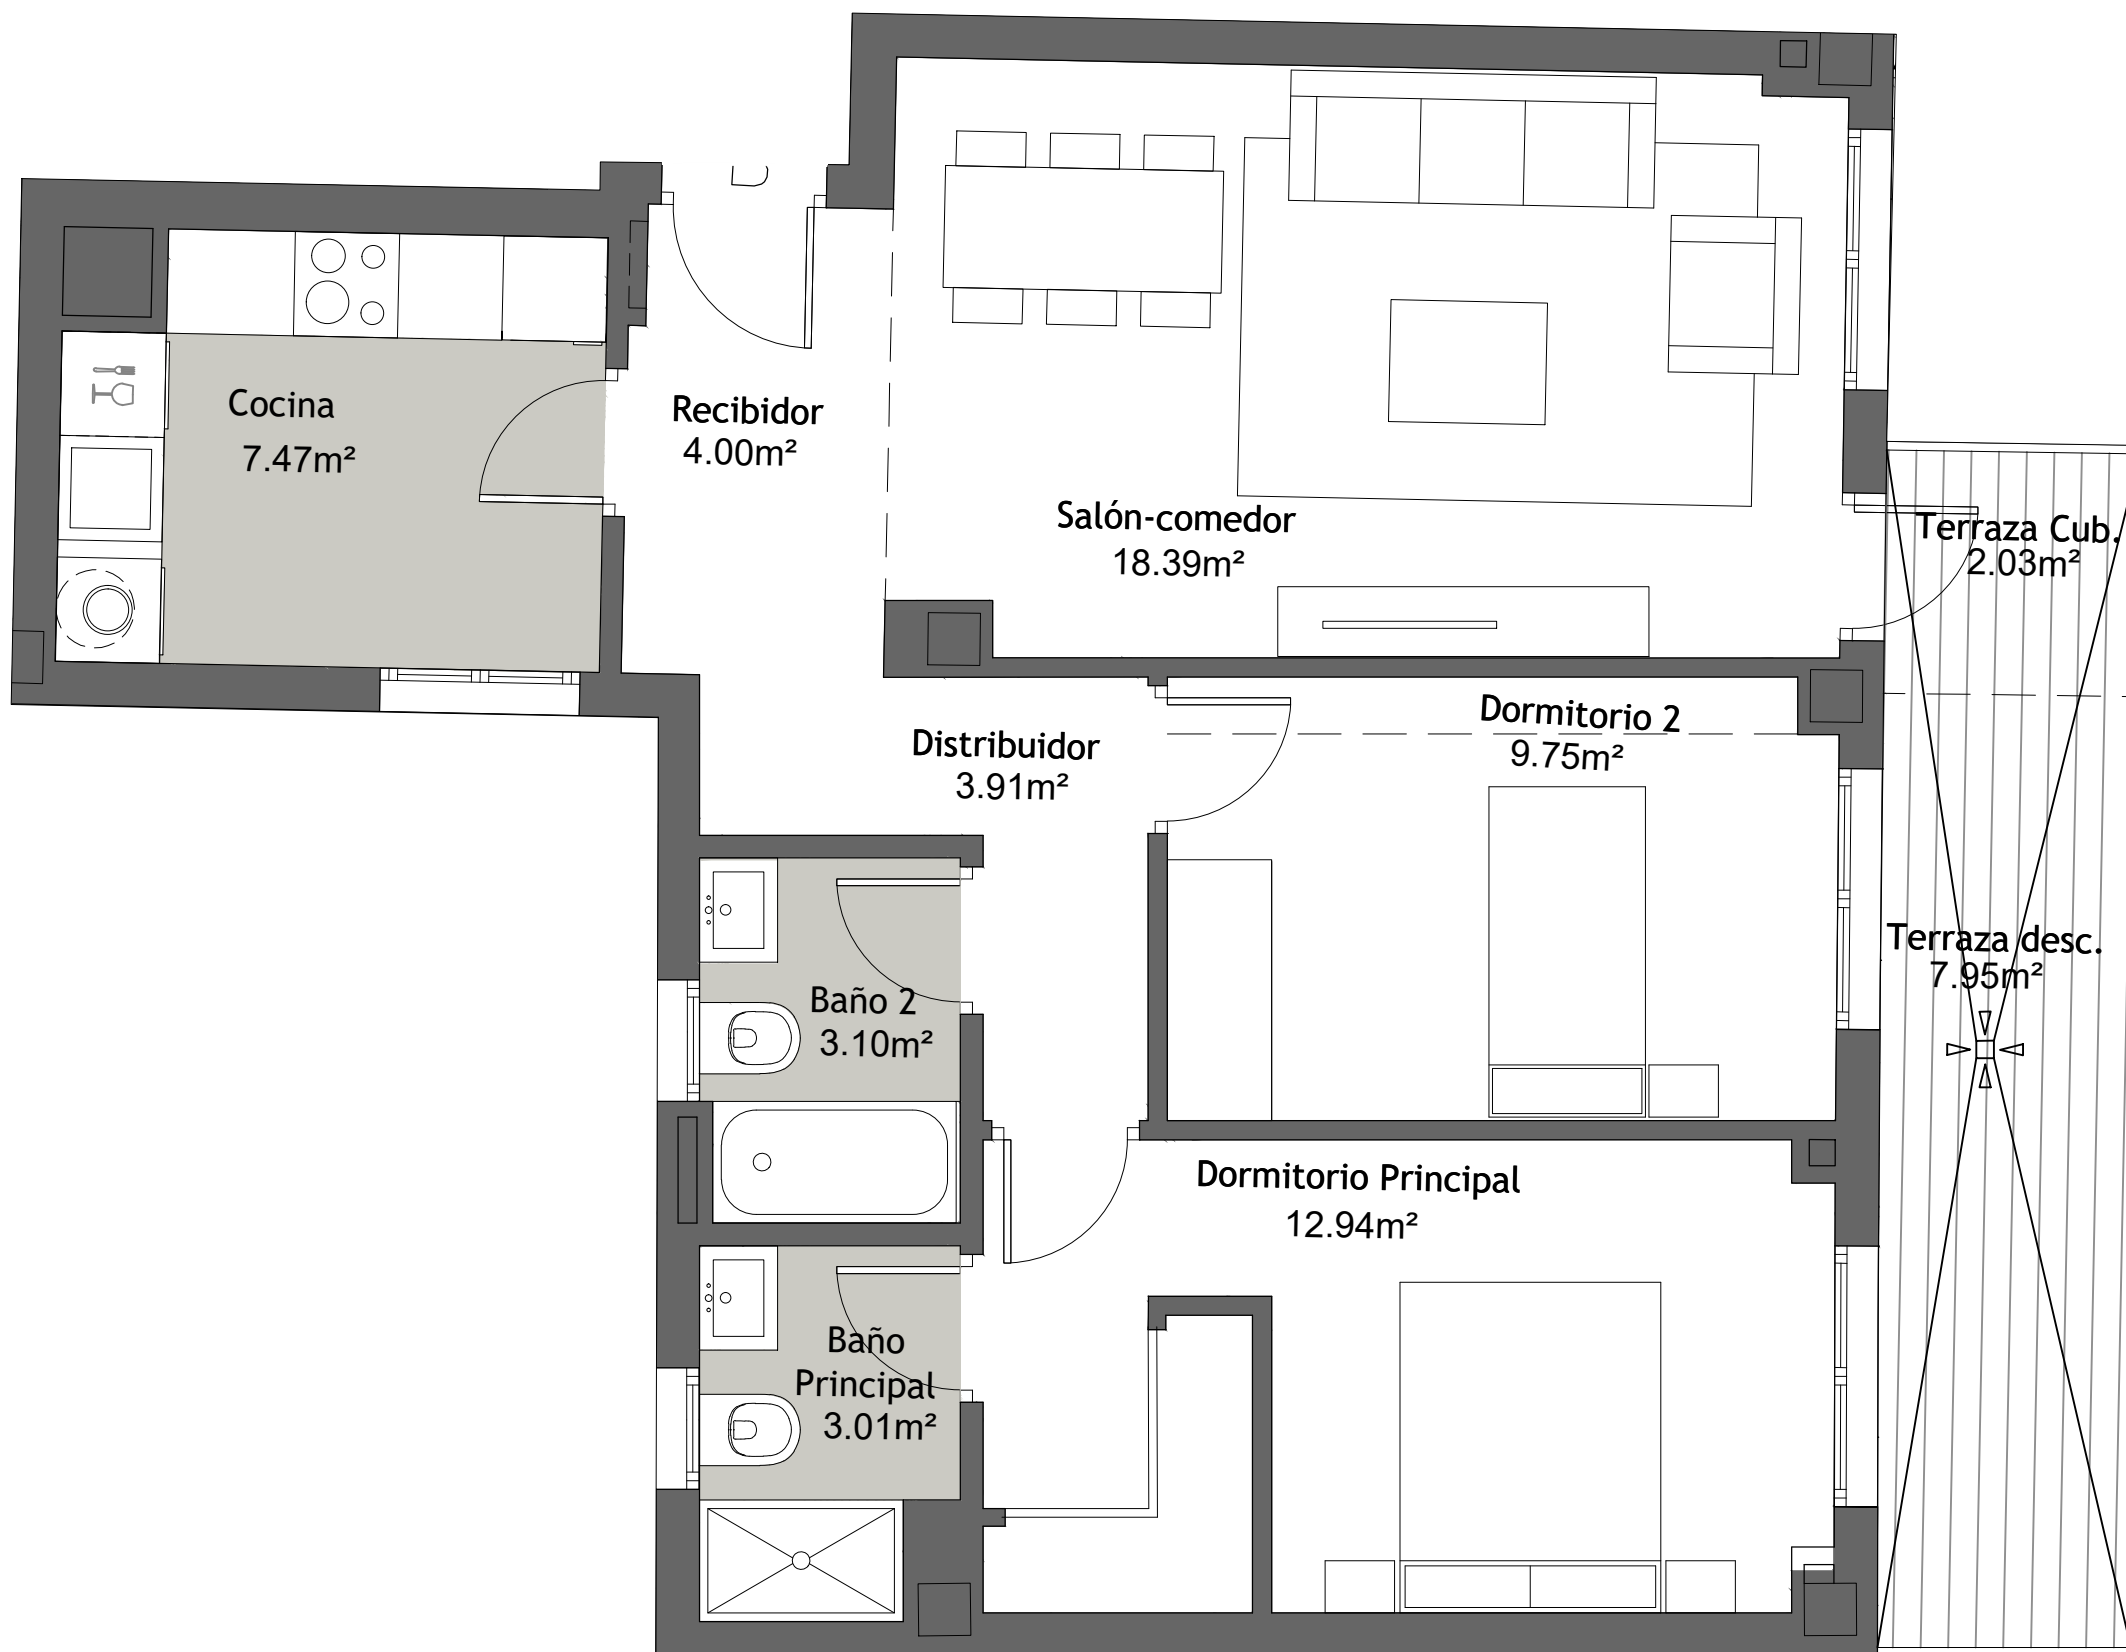 Cocina
7.47m²
Recibidor
4.00m²
Salón-comedor
18.39m²
Terraza Cub.
2.03m²
Distribuidor
3.91m²
Dormitorio 2
9.75m²
Terraza desc.
7.95m²
Baño 2
3.10m²
Dormitorio Principal
12.94m²
Baño
Principal
3.01m²